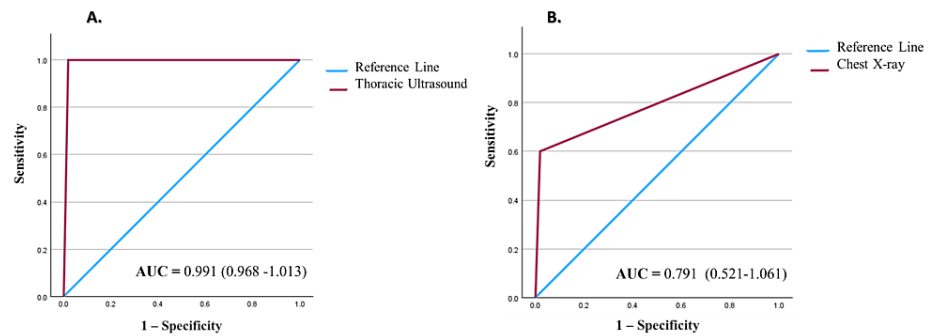 A.
Reference Line
Thoracic Ultrasound
Sensitivity
1.0
0.8
0.6
0.4
0.2
0.0
AUC = 0.991 (0.968 -1.013)
0.0 0.2 0.4 0.6 0.8 1.0
1 – Specificity
B.
Reference Line
Chest X-ray
Sensitivity
1.0
0.8
0.6
0.4
0.2
0.0
AUC = 0.791 (0.521-1.061)
0.0 0.2 0.4 0.6 0.8 1.0
1 – Specificity